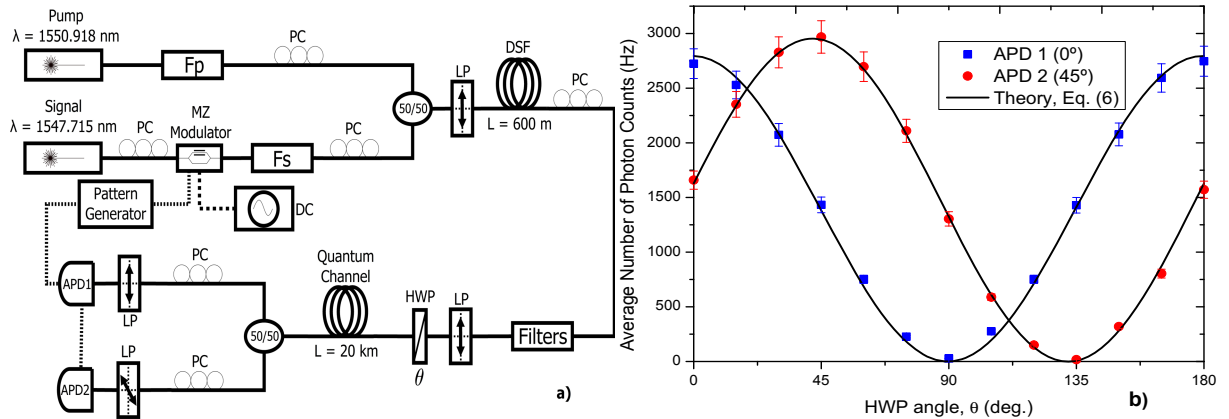 Pump
λ = 1550.918 nm
Fp
PC
50/50
LP
DSF
L = 600 m
PC
Signal
λ = 1547.715 nm
PC
MZ
Modulator
Fs
PC
Pattern
Generator
DC
APD1
LP
PC
50/50
Quantum
Channel
L = 20 km
HWP
θ
LP
Filters
APD2
LP
PC
a)
Average Number of Photon Counts (Hz)
3000
2500
2000
1500
1000
500
0
APD 1 (0º)
APD 2 (45º)
Theory, Eq. (6)
0 45 90 135 180
HWP angle, θ (deg.)
b)